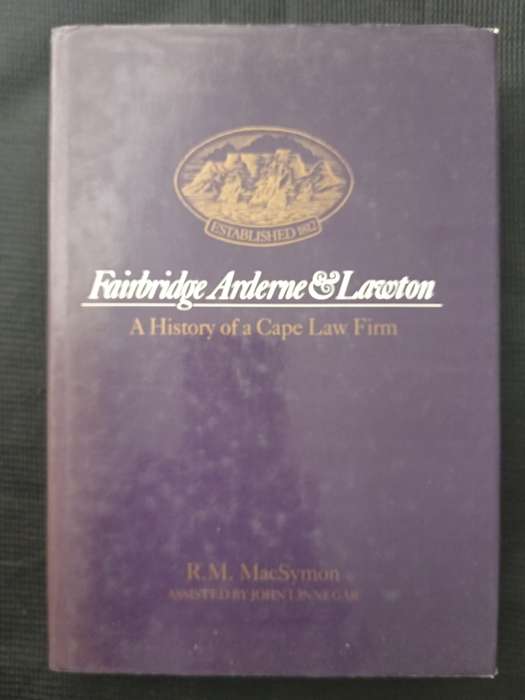 ESTABLISHED 1812
Fairbridge Arderne & Lawton
A History of a Cape Law Firm
R.M. MacSymon
ASSISTED BY JOHN LINNEGAR